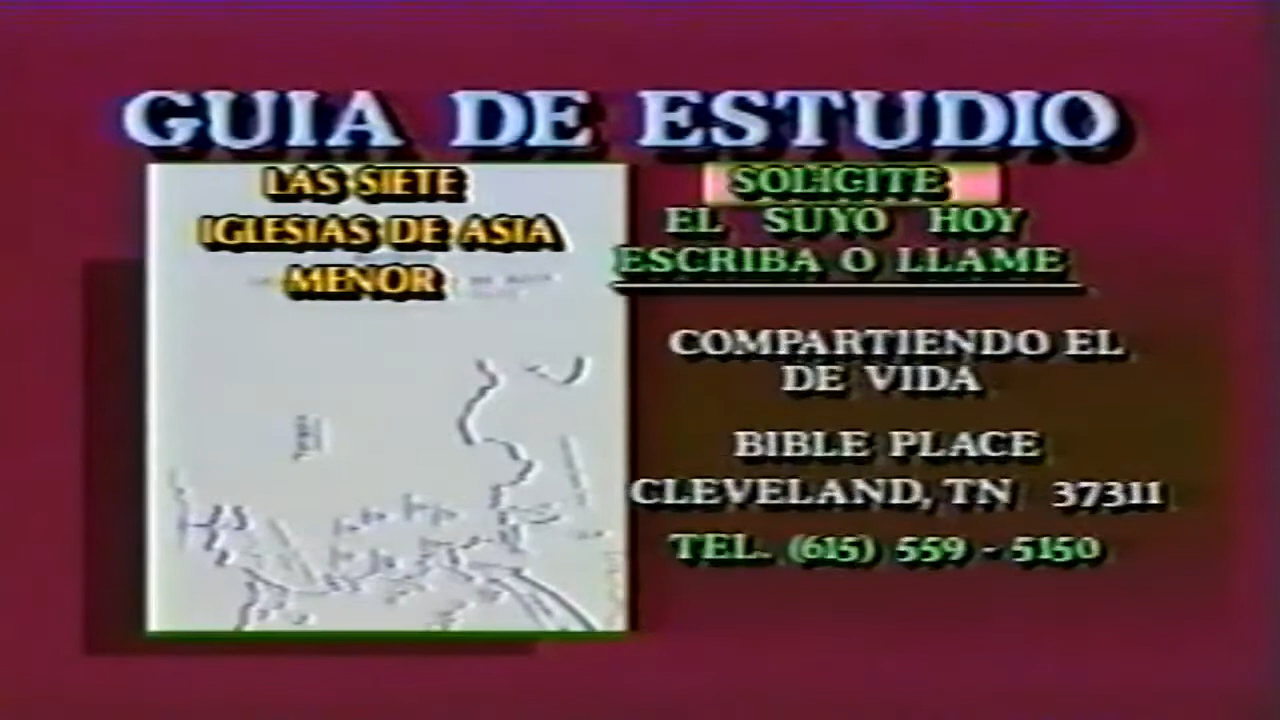 GUIA DE ESTUDIO
LAS SIETE
IGLESIAS DE ASIA
MENOR
SOLICITE
EL SUYO HOY
ESCRIBA O LLAME
COMPARTIENDO EL
DE VIDA
BIBLE PLACE
CLEVELAND, TN 37311
TEL. (615) 559 - 5150